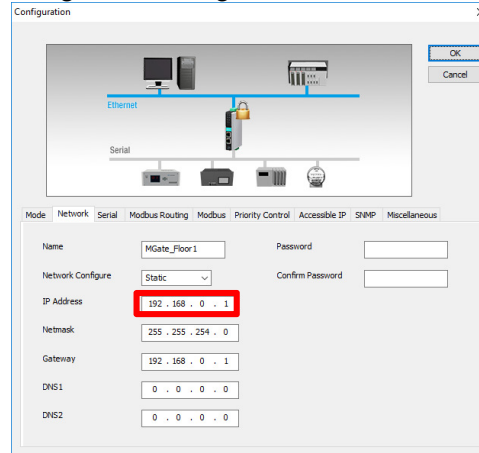 Configuration
OK
Cancel
Ethernet
Serial
Mode Network Serial Modbus Routing Modbus Priority Control Accessible IP SNMP Miscellaneous
Name MGate_Floor1 Password
Network Configure Static Confirm Password
IP Address 192 . 168 . 0 . 1
Netmask 255 . 255 . 254 . 0
Gateway 192 . 168 . 0 . 1
DNS1 0 . 0 . 0 . 0
DNS2 0 . 0 . 0 . 0